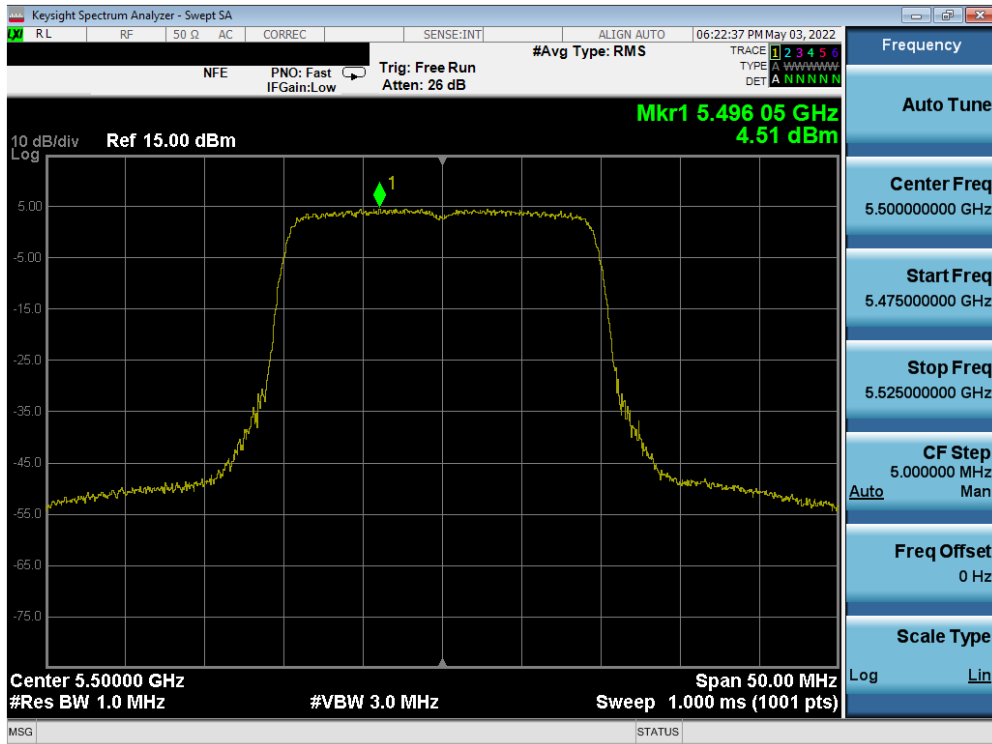 Keysight Spectrum Analyzer - Swept SA
LXI RL RF 50 Ω AC CORREC SENSE:INT ALIGN AUTO 06:22:37 PM May 03, 2022
NFE PNO: Fast IFGain:Low
Trig: Free Run
Atten: 26 dB
#Avg Type: RMS
TRACE 1 2 3 4 5 6
TYPE A WWWWW
DET A N N N N N
Mkr1 5.496 05 GHz
4.51 dBm
10 dB/div Ref 15.00 dBm
Log
1
5.00
-5.00
-15.0
-25.0
-35.0
-45.0
-55.0
-65.0
-75.0
Center 5.50000 GHz Span 50.00 MHz
#Res BW 1.0 MHz #VBW 3.0 MHz Sweep 1.000 ms (1001 pts)
MSG STATUS
Frequency
Auto Tune
Center Freq
5.500000000 GHz
Start Freq
5.475000000 GHz
Stop Freq
5.525000000 GHz
CF Step
5.000000 MHz
Auto Man
Freq Offset
0 Hz
Scale Type
Log Lin